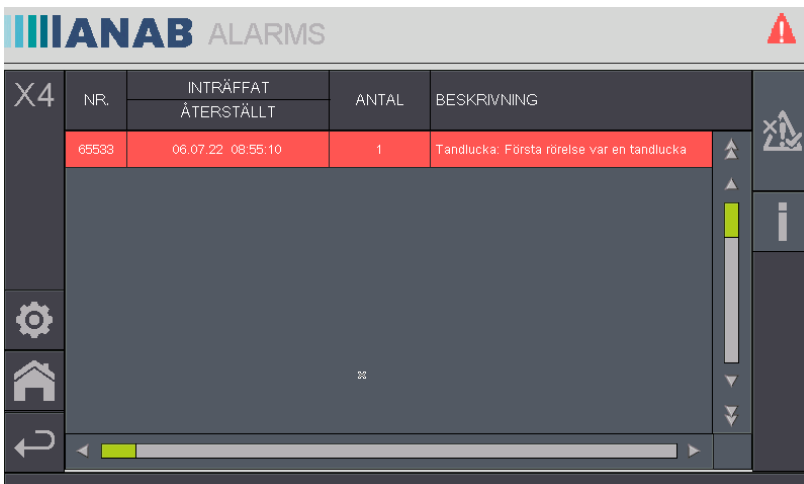 ANAB ALARMS
X4
NR.
INTRÄFFAT
ÅTERSTÄLLT
ANTAL
BESKRIVNING
65533 06.07.22 08:55:10 1 Tandlucka: Första rörelse var en tandlucka